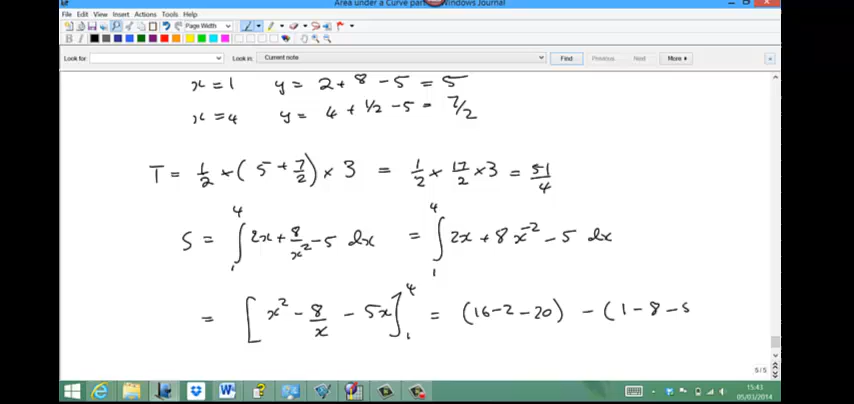 Area under a Curve part - Windows Journal
File Edit View Insert Actions Tools Help
Page Width
B I
Look for: Look in: Current note Find Previous Next More
x = 1 y = 2 + 8 - 5 = 5
x = 4 y = 4 + 1/2 - 5 = 7/2
T = 1/2 × (5 + 7/2) × 3 = 1/2 × 17/2 × 3 = 51/4
S = ∫₁⁴ 2x + 8/x² - 5 dx = ∫₁⁴ 2x + 8x⁻² - 5 dx
= [x² - 8/x - 5x]₁⁴ = (16 - 2 - 20) - (1 - 8 - 5
5 / 5
15:43
05/03/2014